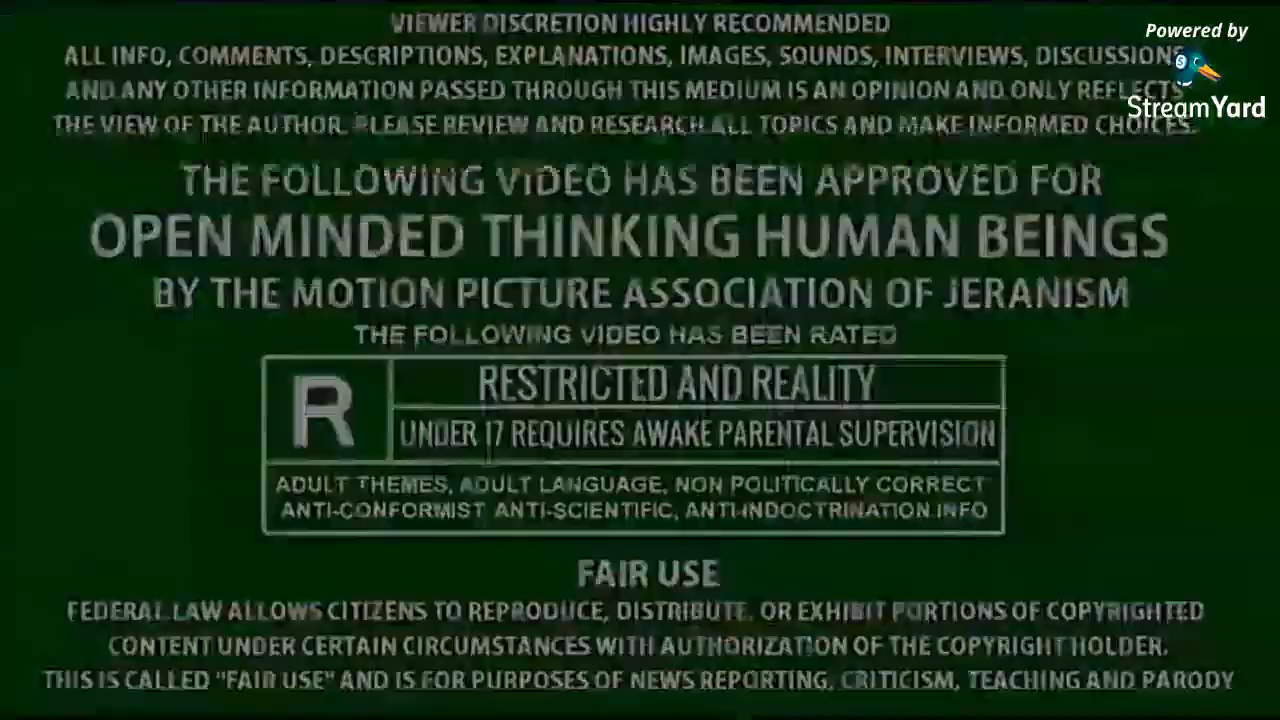 VIEWER DISCRETION HIGHLY RECOMMENDED
Powered by
ALL INFO, COMMENTS, DESCRIPTIONS, EXPLANATIONS, IMAGES, SOUNDS, INTERVIEWS, DISCUSSIONS
AND ANY OTHER INFORMATION PASSED THROUGH THIS MEDIUM IS AN OPINION AND ONLY REFLECTS
StreamYard
THE VIEW OF THE AUTHOR. PLEASE REVIEW AND RESEARCH ALL TOPICS AND MAKE INFORMED CHOICES.
THE FOLLOWING VIDEO HAS BEEN APPROVED FOR
OPEN MINDED THINKING HUMAN BEINGS
BY THE MOTION PICTURE ASSOCIATION OF JERANISM
THE FOLLOWING VIDEO HAS BEEN RATED
R
RESTRICTED AND REALITY
UNDER 17 REQUIRES AWAKE PARENTAL SUPERVISION
ADULT THEMES, ADULT LANGUAGE, NON POLITICALLY CORRECT
ANTI-CONFORMIST ANTI-SCIENTIFIC, ANTI-INDOCTRINATION INFO
FAIR USE
FEDERAL LAW ALLOWS CITIZENS TO REPRODUCE, DISTRIBUTE, OR EXHIBIT PORTIONS OF COPYRIGHTED
CONTENT UNDER CERTAIN CIRCUMSTANCES WITH AUTHORIZATION OF THE COPYRIGHT HOLDER.
THIS IS CALLED "FAIR USE" AND IS FOR PURPOSES OF NEWS REPORTING, CRITICISM, TEACHING AND PARODY